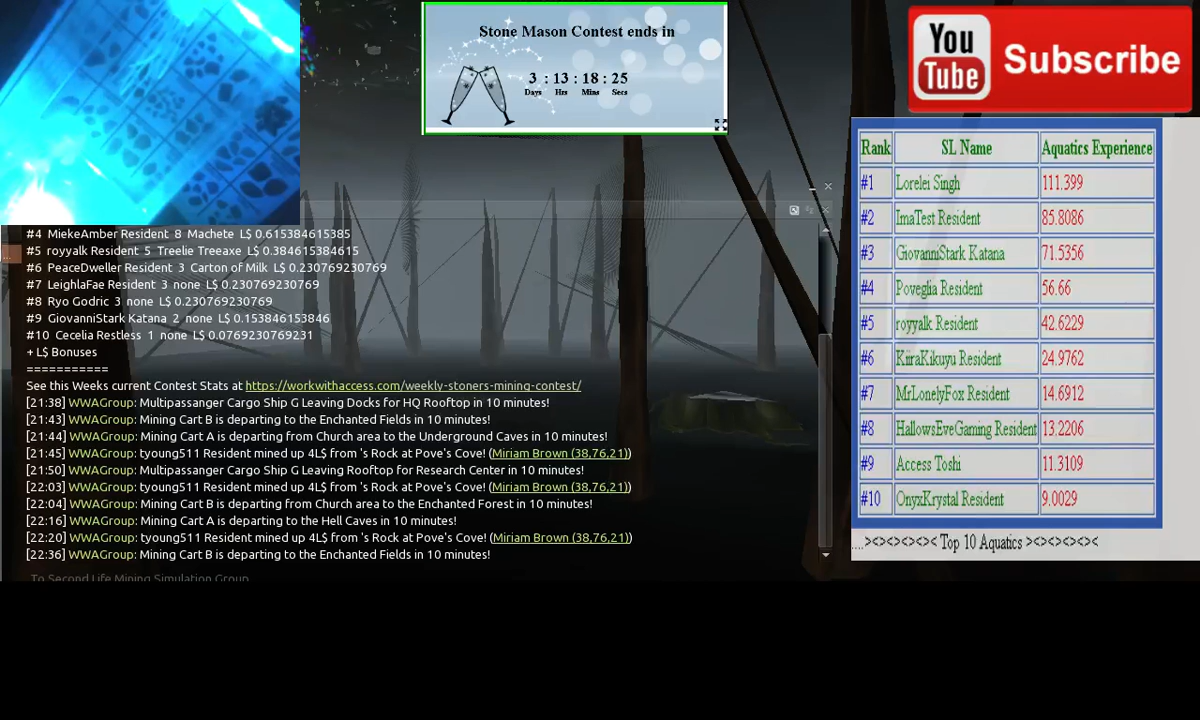 Stone Mason Contest ends in
3 : 13 : 18 : 25
Days Hrs Mins Secs
You
Tube
Subscribe
#4 MiekeAmber Resident 8 Machete L$ 0.615384615385
#5 royyalk Resident 5 Treelie Treeaxe L$ 0.384615384615
#6 PeaceDweller Resident 3 Carton of Milk L$ 0.230769230769
#7 LeighlaFae Resident 3 none L$ 0.230769230769
#8 Ryo Godric 3 none L$ 0.230769230769
#9 GiovanniStark Katana 2 none L$ 0.153846153846
#10 Cecelia Restless 1 none L$ 0.0769230769231
+ L$ Bonuses
===========
See this Weeks current Contest Stats at https://workwithaccess.com/weekly-stoners-mining-contest/
[21:38] WWAGroup: Multipassanger Cargo Ship G Leaving Docks for HQ Rooftop in 10 minutes!
[21:43] WWAGroup: Mining Cart B is departing to the Enchanted Fields in 10 minutes!
[21:44] WWAGroup: Mining Cart A is departing from Church area to the Underground Caves in 10 minutes!
[21:45] WWAGroup: tyoung511 Resident mined up 4L$ from 's Rock at Pove's Cove! (Miriam Brown (38,76,21))
[21:50] WWAGroup: Multipassanger Cargo Ship G Leaving Rooftop for Research Center in 10 minutes!
[22:03] WWAGroup: tyoung511 Resident mined up 4L$ from 's Rock at Pove's Cove! (Miriam Brown (38,76,21))
[22:04] WWAGroup: Mining Cart B is departing from Church area to the Enchanted Forest in 10 minutes!
[22:16] WWAGroup: Mining Cart A is departing to the Hell Caves in 10 minutes!
[22:20] WWAGroup: tyoung511 Resident mined up 4L$ from 's Rock at Pove's Cove! (Miriam Brown (38,76,21))
[22:36] WWAGroup: Mining Cart B is departing to the Enchanted Fields in 10 minutes!
To Second Life Mining Simulation Group
Rank SL Name Aquatics Experience
#1 Lorelei Singh 111.399
#2 ImaTest Resident 85.8086
#3 GiovanniStark Katana 71.5356
#4 Poveglia Resident 56.66
#5 royyalk Resident 42.6229
#6 KiiraKikuyu Resident 24.9762
#7 MrLonelyFox Resident 14.6912
#8 HallowsEveGaming Resident 13.2206
#9 Access Toshi 11.3109
#10 OnyxKrystal Resident 9.0029
....><><><><>< Top 10 Aquatics ><><><><><